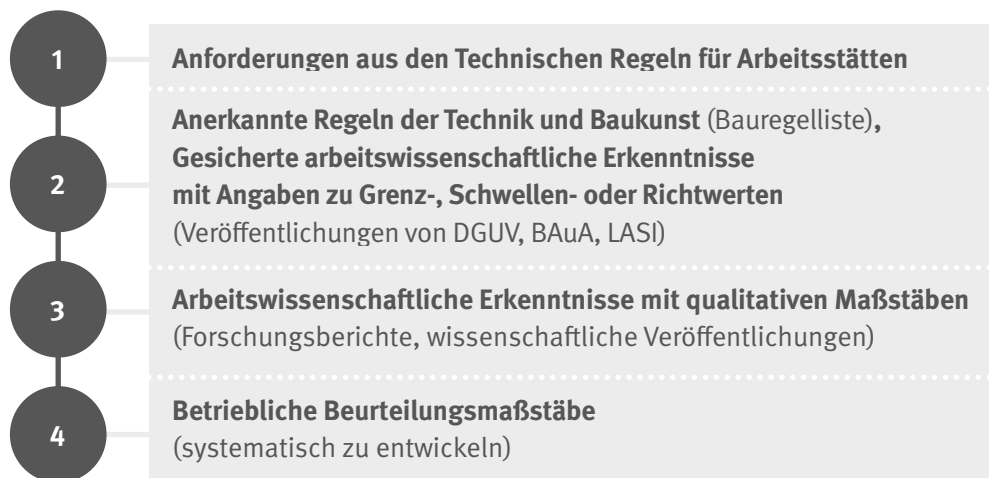 1
Anforderungen aus den Technischen Regeln für Arbeitsstätten
2
Anerkannte Regeln der Technik und Baukunst (Bauregelliste),
Gesicherte arbeitswissenschaftliche Erkenntnisse
mit Angaben zu Grenz-, Schwellen- oder Richtwerten
(Veröffentlichungen von DGUV, BAuA, LASI)
3
Arbeitswissenschaftliche Erkenntnisse mit qualitativen Maßstäben
(Forschungsberichte, wissenschaftliche Veröffentlichungen)
4
Betriebliche Beurteilungsmaßstäbe
(systematisch zu entwickeln)